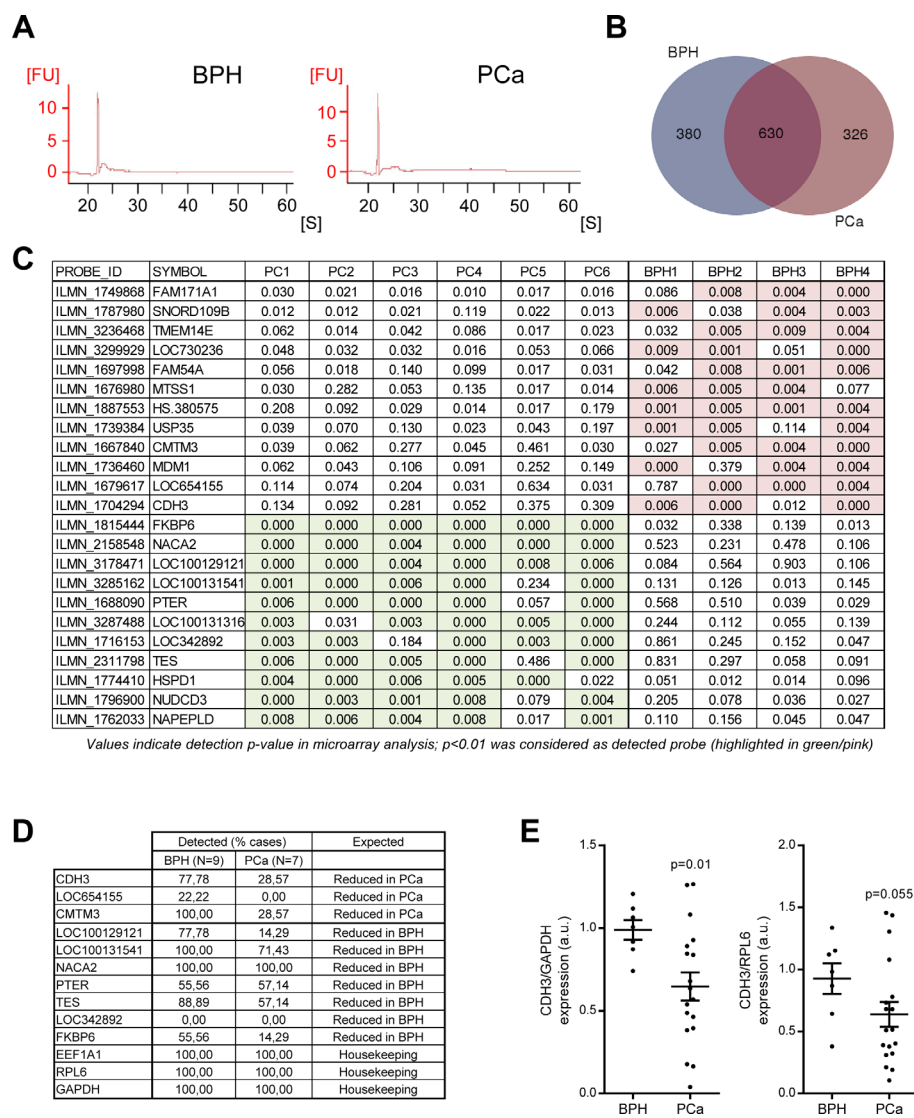 A
BPH
PCa
[FU]
10
5
0
20 30 40 50 60
[S]
[FU]
10
5
0
20 30 40 50 60
[S]
B
BPH
380 630 326
PCa
C
PROBE_ID SYMBOL PC1 PC2 PC3 PC4 PC5 PC6 BPH1 BPH2 BPH3 BPH4
ILMN_1749868 FAM171A1 0.030 0.021 0.016 0.010 0.017 0.016 0.086 0.008 0.004 0.000
ILMN_1787980 SNORD109B 0.012 0.012 0.021 0.119 0.022 0.013 0.006 0.038 0.004 0.003
ILMN_3236468 TMEM14E 0.062 0.014 0.042 0.086 0.017 0.023 0.032 0.005 0.009 0.004
ILMN_3299929 LOC730236 0.048 0.032 0.032 0.016 0.053 0.066 0.009 0.001 0.051 0.000
ILMN_1697998 FAM54A 0.056 0.018 0.140 0.099 0.017 0.031 0.042 0.008 0.001 0.006
ILMN_1676980 MTSS1 0.030 0.282 0.053 0.135 0.017 0.014 0.006 0.005 0.004 0.077
ILMN_1887553 HS.380575 0.208 0.092 0.029 0.014 0.017 0.179 0.001 0.005 0.001 0.004
ILMN_1739384 USP35 0.039 0.070 0.130 0.023 0.043 0.197 0.001 0.005 0.114 0.004
ILMN_1667840 CMTM3 0.039 0.062 0.277 0.045 0.461 0.030 0.027 0.005 0.004 0.000
ILMN_1736460 MDM1 0.062 0.043 0.106 0.091 0.252 0.149 0.000 0.379 0.004 0.004
ILMN_1679617 LOC654155 0.114 0.074 0.204 0.031 0.634 0.031 0.787 0.000 0.000 0.004
ILMN_1704294 CDH3 0.134 0.092 0.281 0.052 0.375 0.309 0.006 0.000 0.012 0.000
ILMN_1815444 FKBP6 0.000 0.000 0.000 0.000 0.000 0.000 0.032 0.338 0.139 0.013
ILMN_2158548 NACA2 0.000 0.000 0.004 0.000 0.000 0.000 0.523 0.231 0.478 0.106
ILMN_3178471 LOC100129121 0.000 0.000 0.004 0.000 0.008 0.006 0.084 0.564 0.903 0.106
ILMN_3285162 LOC100131541 0.001 0.006 0.000 0.000 0.234 0.000 0.131 0.126 0.013 0.145
ILMN_1688090 PTER 0.006 0.000 0.000 0.000 0.057 0.000 0.568 0.510 0.039 0.029
ILMN_3287488 LOC100131316 0.003 0.031 0.003 0.000 0.005 0.000 0.244 0.112 0.055 0.139
ILMN_1716153 LOC342892 0.003 0.003 0.184 0.000 0.003 0.000 0.861 0.245 0.152 0.047
ILMN_2311798 TES 0.006 0.000 0.005 0.000 0.486 0.000 0.831 0.297 0.058 0.091
ILMN_1774410 HSPD1 0.004 0.000 0.006 0.005 0.000 0.022 0.051 0.012 0.014 0.096
ILMN_1796900 NUDCD3 0.000 0.003 0.001 0.008 0.079 0.004 0.205 0.078 0.036 0.027
ILMN_1762033 NAPEPLD 0.008 0.006 0.004 0.008 0.017 0.001 0.110 0.156 0.045 0.047
Values indicate detection p-value in microarray analysis; p<0.01 was considered as detected probe (highlighted in green/pink)
D
Detected (% cases) Expected
BPH (N=9) PCa (N=7)
CDH3 77,78 28,57 Reduced in PCa
LOC654155 22,22 0,00 Reduced in PCa
CMTM3 100,00 28,57 Reduced in PCa
LOC100129121 77,78 14,29 Reduced in BPH
LOC100131541 100,00 71,43 Reduced in BPH
NACA2 100,00 100,00 Reduced in BPH
PTER 55,56 57,14 Reduced in BPH
TES 88,89 57,14 Reduced in BPH
LOC342892 0,00 0,00 Reduced in BPH
FKBP6 55,56 14,29 Reduced in BPH
EEF1A1 100,00 100,00 Housekeeping
RPL6 100,00 100,00 Housekeeping
GAPDH 100,00 100,00 Housekeeping
E
CDH3/GAPDH
expression (a.u.)
1.5
1.0
0.5
0.0
p=0.01
BPH PCa
CDH3/RPL6
expression (a.u.)
2.0
1.5
1.0
0.5
0.0
p=0.055
BPH PCa